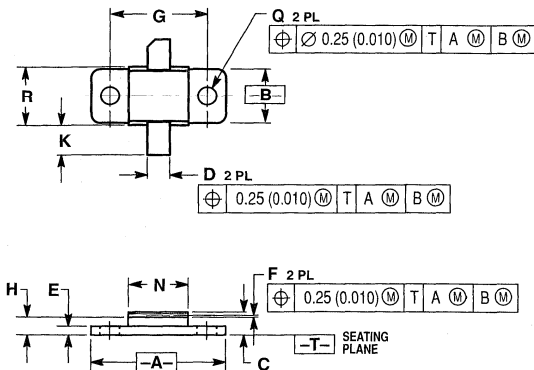 G
Q 2 PL
⌖ Ø 0.25 (0.010) Ⓜ T A Ⓜ B Ⓜ
R
–B–
K
D 2 PL
⌖ 0.25 (0.010) Ⓜ T A Ⓜ B Ⓜ
H
E
N
F 2 PL
⌖ 0.25 (0.010) Ⓜ T A Ⓜ B Ⓜ
–T– SEATING
PLANE
–A–
C